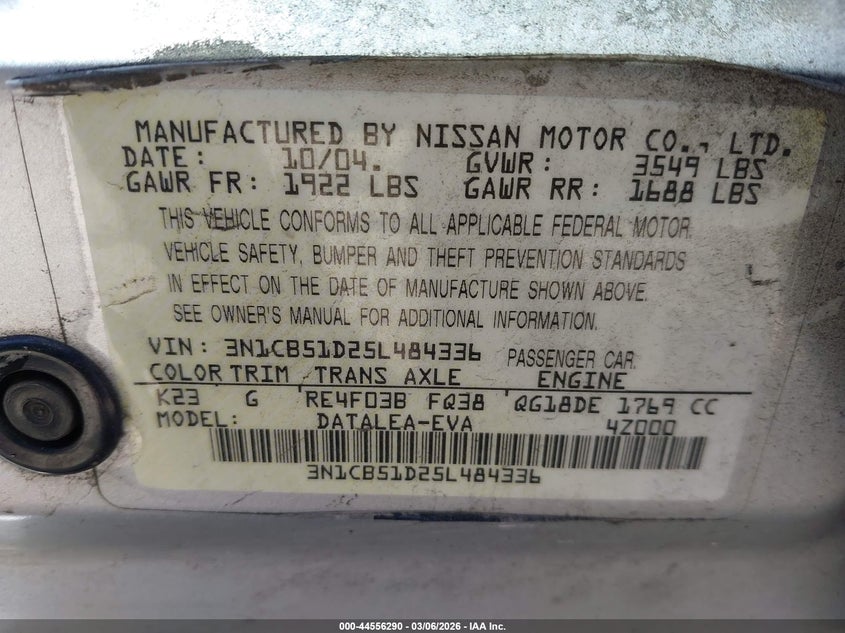 MANUFACTURED BY NISSAN MOTOR CO., LTD.
DATE: 10/04. GVWR: 3549 LBS
GAWR FR: 1922 LBS GAWR RR: 1688 LBS
THIS VEHICLE CONFORMS TO ALL APPLICABLE FEDERAL MOTOR
VEHICLE SAFETY, BUMPER AND THEFT PREVENTION STANDARDS
IN EFFECT ON THE DATE OF MANUFACTURE SHOWN ABOVE.
SEE OWNER'S MANUAL FOR ADDITIONAL INFORMATION.
VIN: 3N1CB51D25L484336 PASSENGER CAR
COLOR TRIM TRANS AXLE ENGINE
K23 G RE4F03B FQ38 QG18DE 1769 CC
MODEL: DATALEA-EVA 4Z000
3N1CB51D25L484336
000-44556290 - 03/06/2026 - IAA Inc.